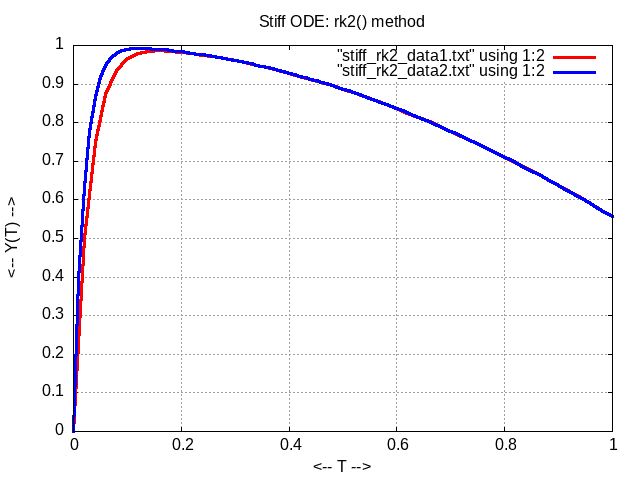 Stiff ODE: rk2() method
"stiff_rk2_data1.txt" using 1:2
"stiff_rk2_data2.txt" using 1:2
1
0.9
0.8
0.7
0.6
0.5
0.4
0.3
0.2
0.1
0
<-- Y(T) -->
0 0.2 0.4 0.6 0.8 1
<-- T -->